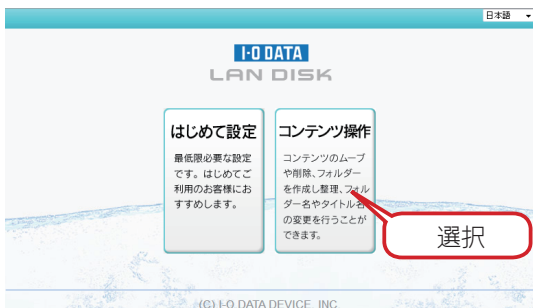 日本語
I-O DATA
LAN DISK
はじめて設定
最低限必要な設定
です。はじめてご
利用のお客様にお
すすめします。
コンテンツ操作
コンテンツのムーブ
や削除、フォルダー
を作成し整理、フォル
ダー名やタイトル名
の変更を行うことが
できます。
選択
(C) I-O DATA DEVICE, INC.